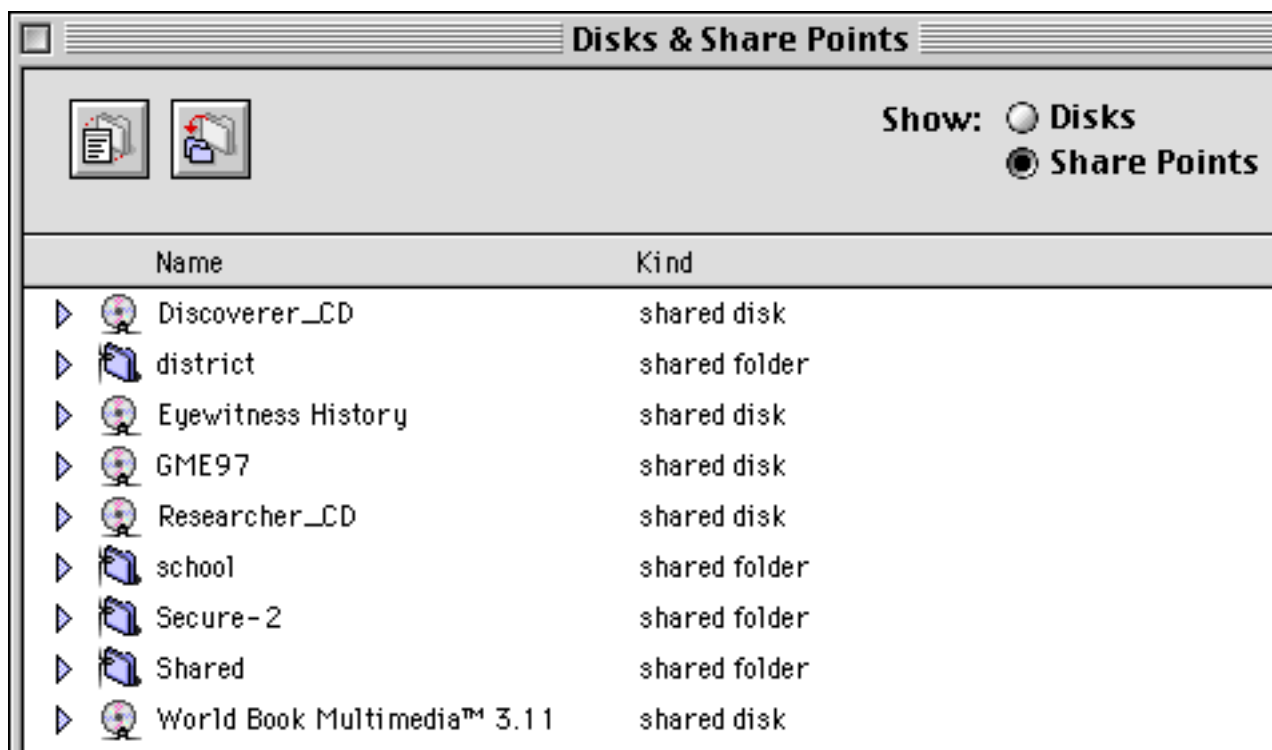 Disks & Share Points
Show: Disks
Share Points
Name Kind
Discoverer_CD shared disk
district shared folder
Eyewitness History shared disk
GME97 shared disk
Researcher_CD shared disk
school shared folder
Secure-2 shared folder
Shared shared folder
World Book Multimedia™ 3.11 shared disk